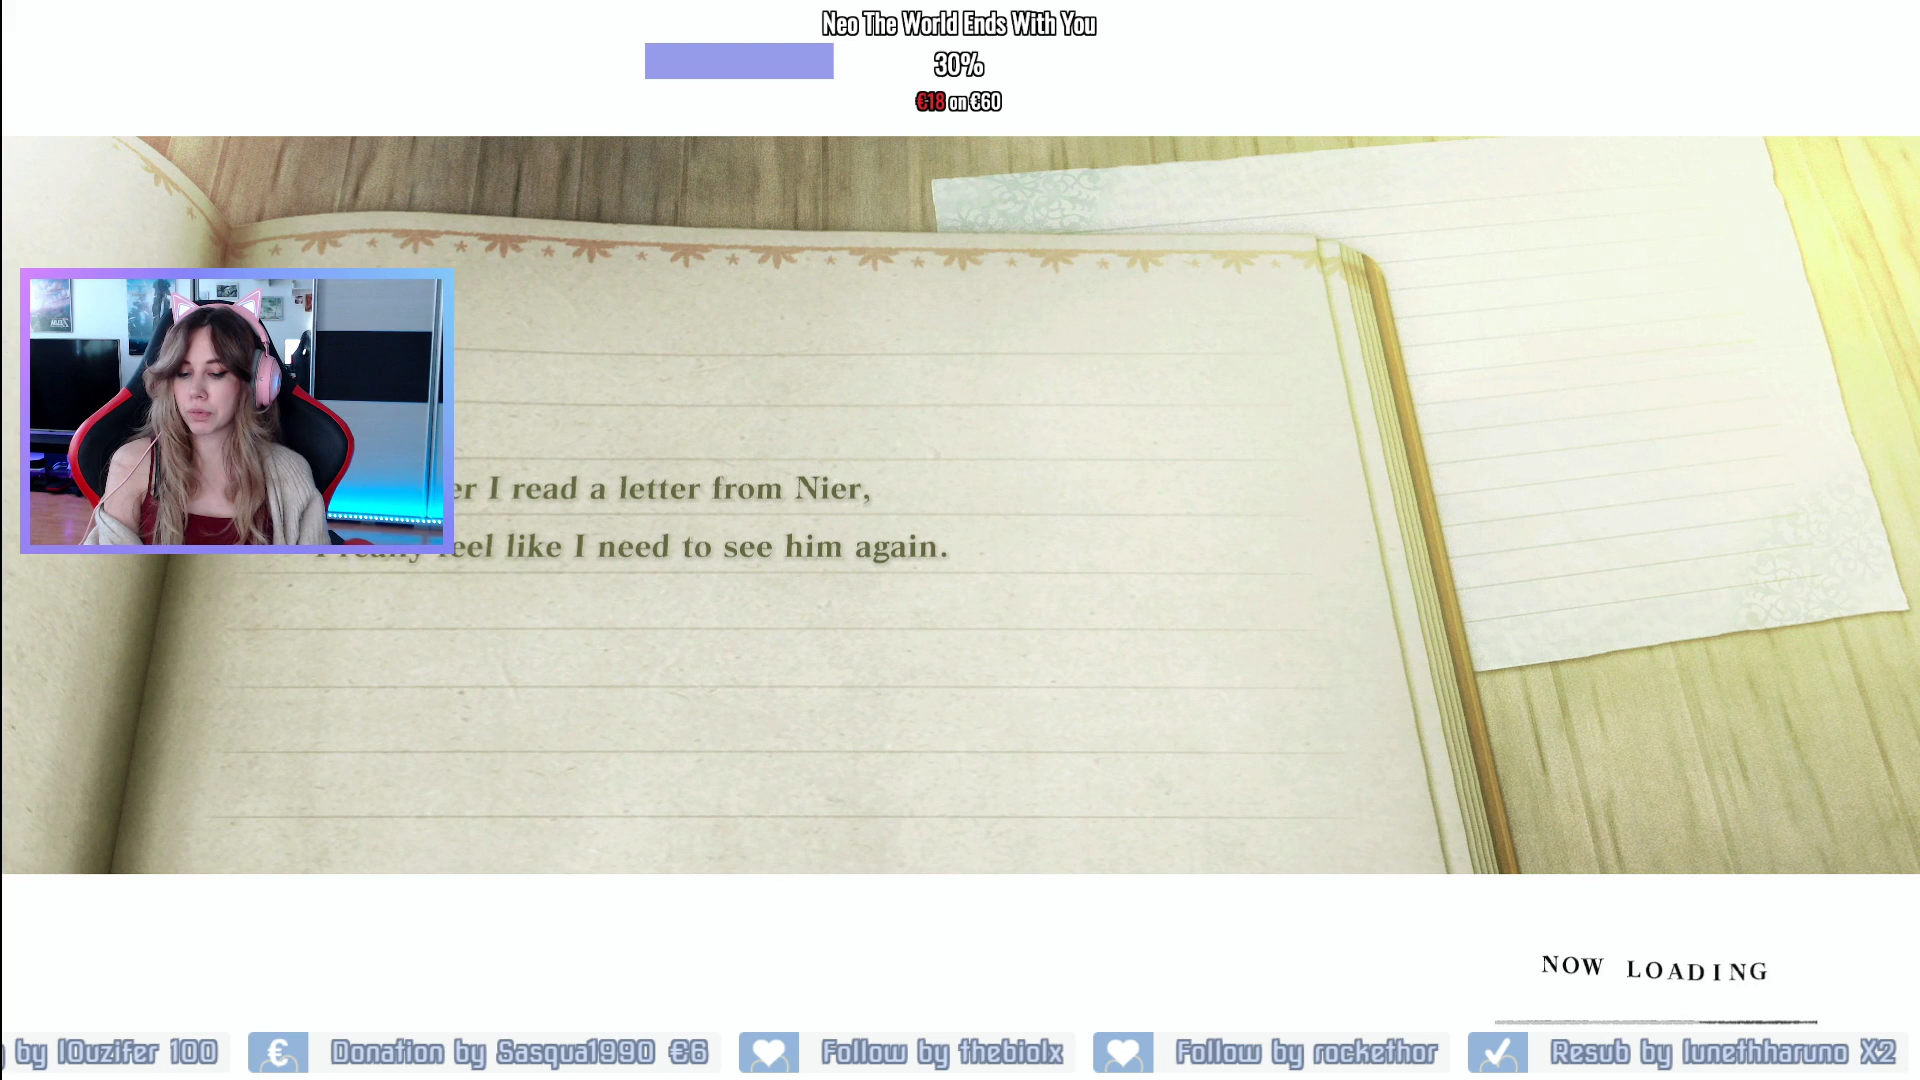 Neo The World Ends With You
30%
€18 on €60
er I read a letter from Nier,
I really feel like I need to see him again.
NOW LOADING
by l0uzifer 100
Donation by Sasqua1990 €6
Follow by thebiolx
Follow by rockethor
Resub by lunethharuno X2